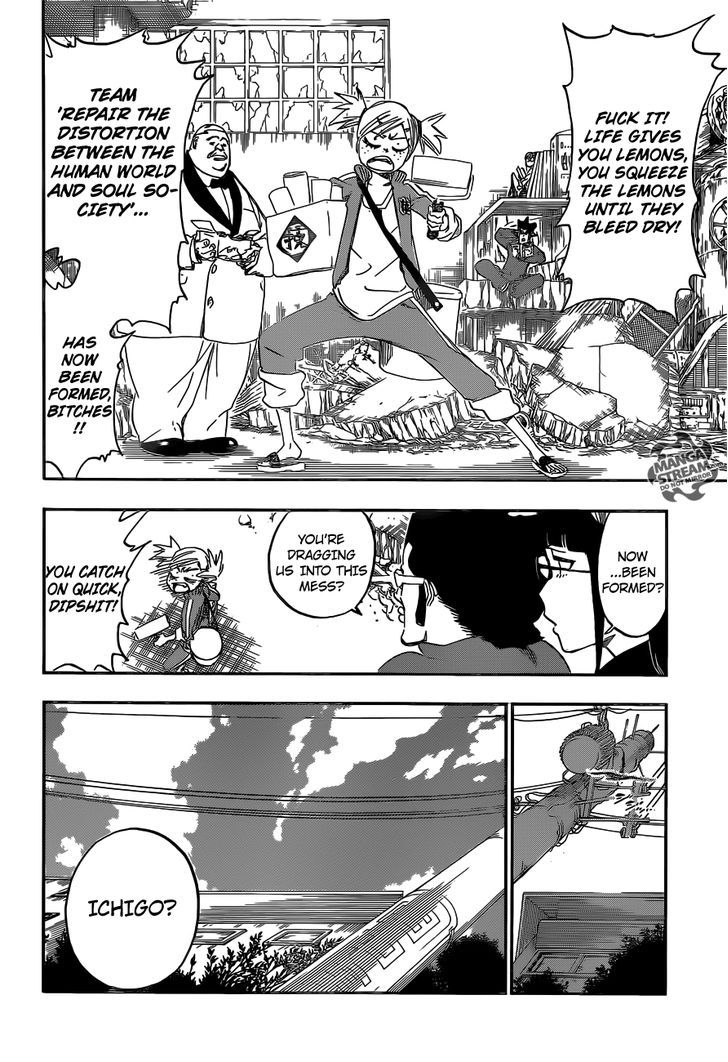 FUCK IT!
LIFE GIVES
YOU LEMONS,
YOU SQUEEZE
THE LEMONS
UNTIL THEY
BLEED DRY!
TEAM
'REPAIR THE
DISTORTION
BETWEEN THE
HUMAN WORLD
AND SOUL SO-
CIETY'...
HAS
NOW
BEEN
FORMED,
BITCHES
!!
MANGA
STREAM
DO NOT MIRROR
NOW
...BEEN
FORMED?
YOU'RE
DRAGGING
US INTO THIS
MESS?
YOU CATCH
ON QUICK,
DIPSHIT!
ICHIGO?